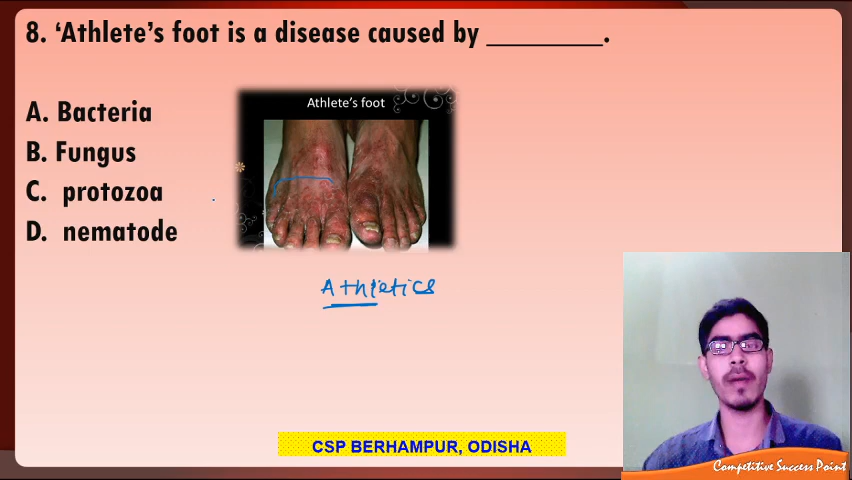 8. ‘Athlete’s foot is a disease caused by ________.
A. Bacteria
B. Fungus
C. protozoa
D. nematode
Athlete’s foot
Athletics
CSP BERHAMPUR, ODISHA
Competitive Success Point